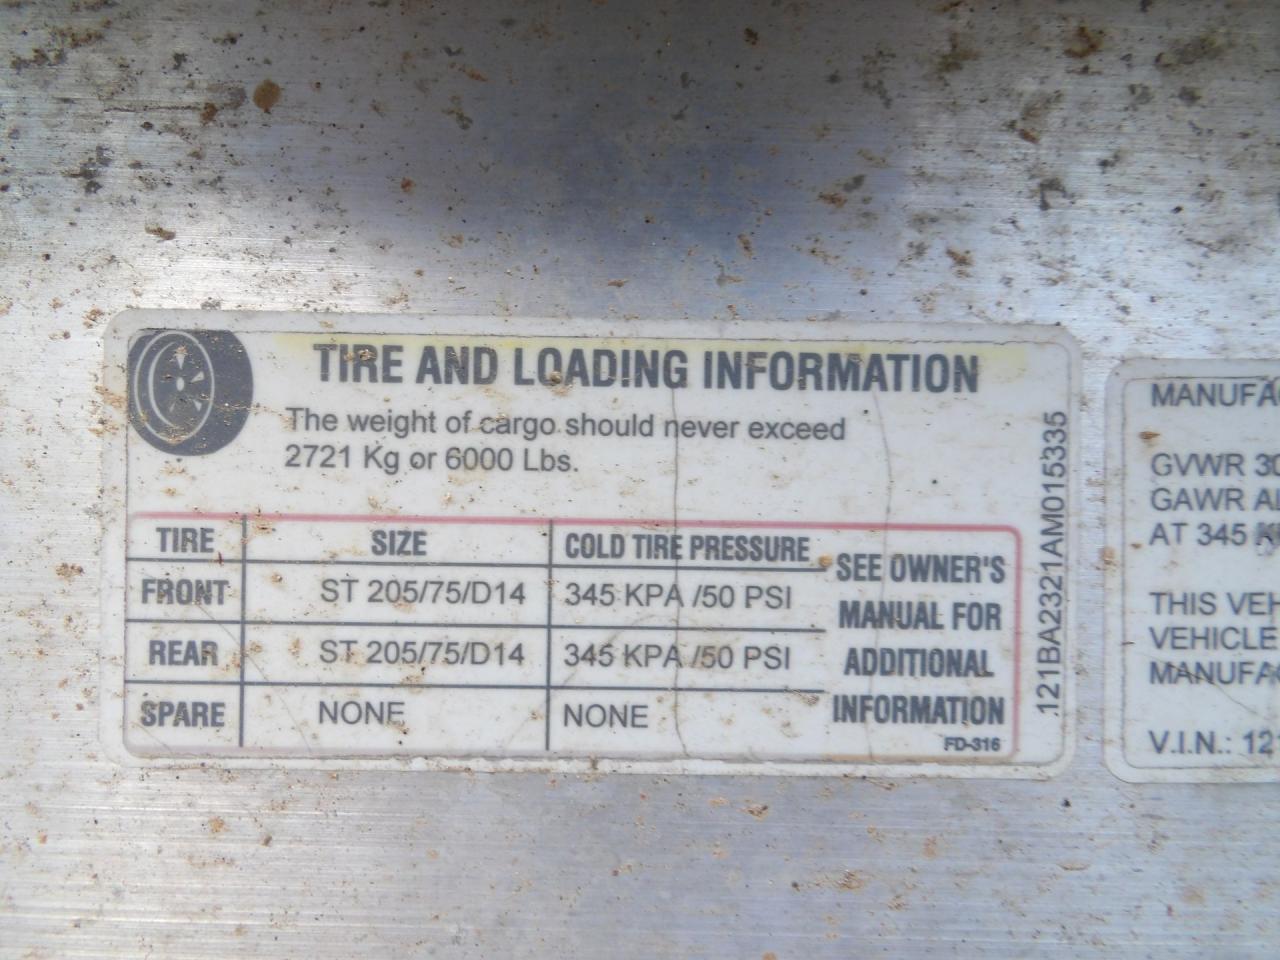 TIRE AND LOADING INFORMATION
The weight of cargo should never exceed
2721 Kg or 6000 Lbs.
TIRE SIZE COLD TIRE PRESSURE
FRONT ST 205/75/D14 345 KPA /50 PSI
REAR ST 205/75/D14 345 KPA /50 PSI
SPARE NONE NONE
SEE OWNER'S
MANUAL FOR
ADDITIONAL
INFORMATION
FD-316
121BA2321AM015335
MANUFA
GVWR 30
GAWR AL
AT 345 K
THIS VEH
VEHICLE
MANUFA
V.I.N.: 121